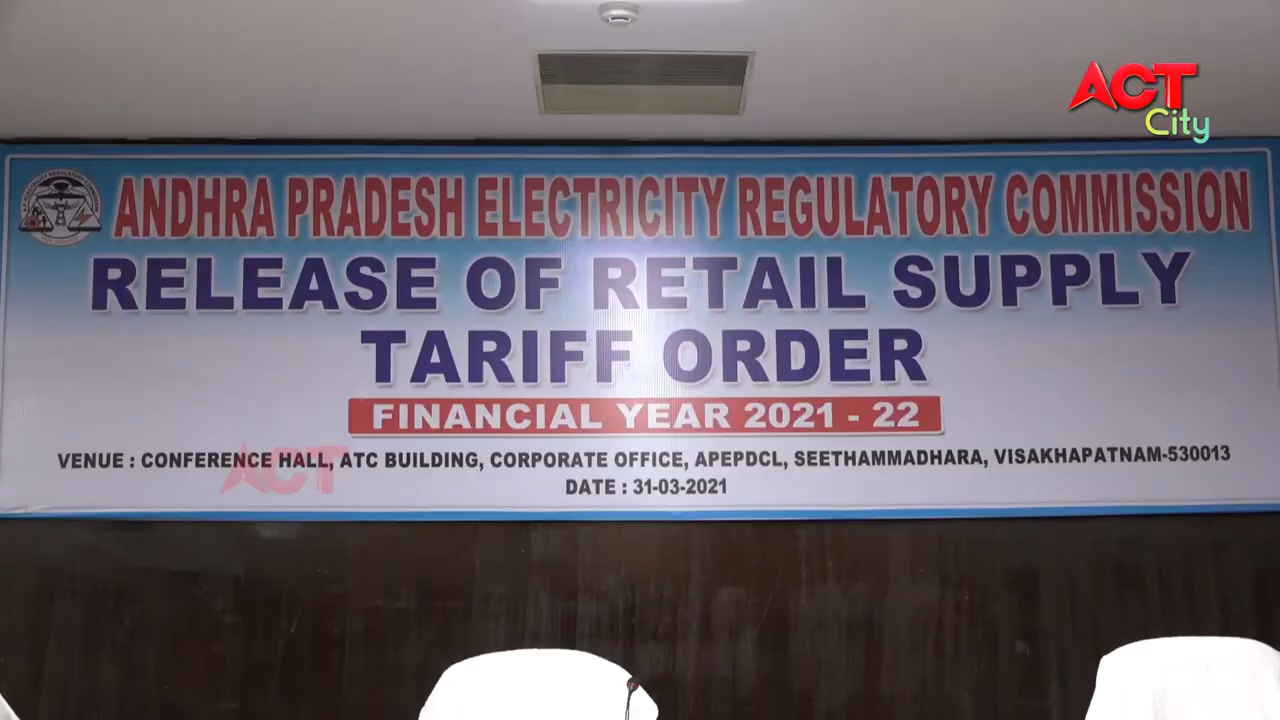 ACT
City
ANDHRA PRADESH ELECTRICITY REGULATORY COMMISSION
RELEASE OF RETAIL SUPPLY
TARIFF ORDER
FINANCIAL YEAR 2021 - 22
VENUE : CONFERENCE HALL, ATC BUILDING, CORPORATE OFFICE, APEPDCL, SEETHAMMADHARA, VISAKHAPATNAM-530013
ACT
DATE : 31-03-2021